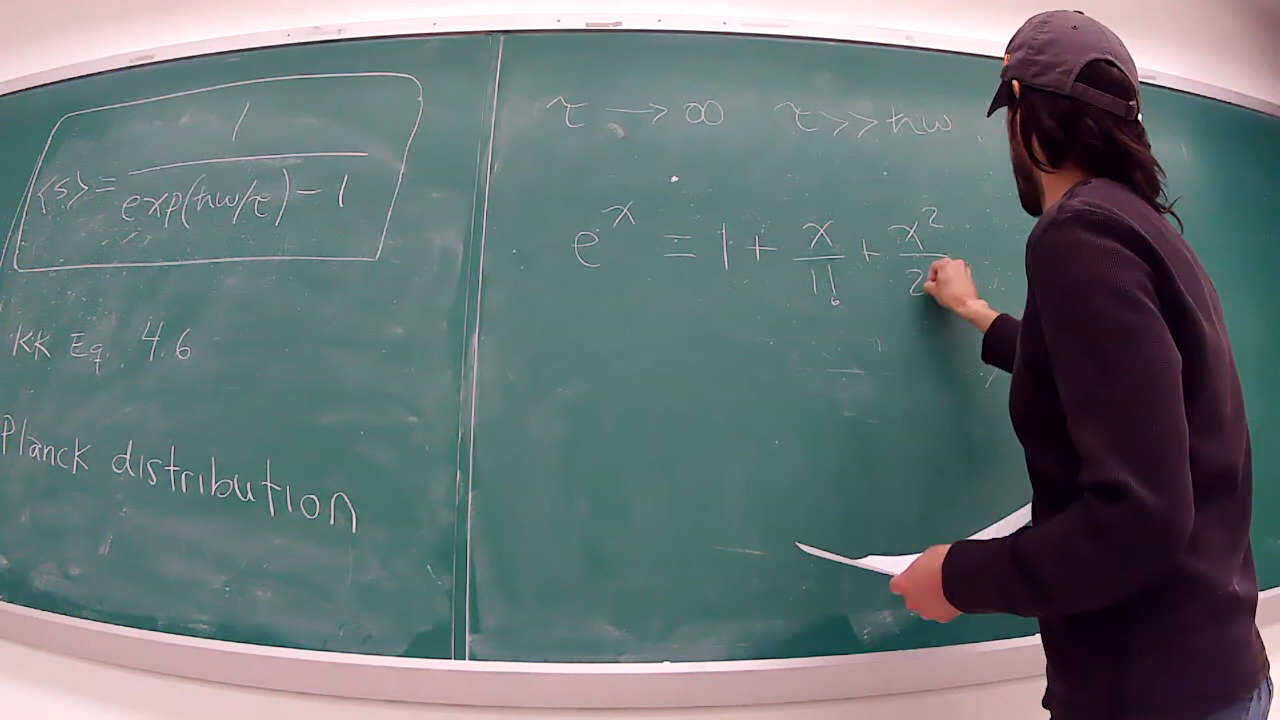 ⟨s⟩ = 1 / exp(ħω/τ) − 1
KK Eq. 4.6
Planck distribution
τ → ∞ τ >> ħω
e^x = 1 + x/1! + x^2/2